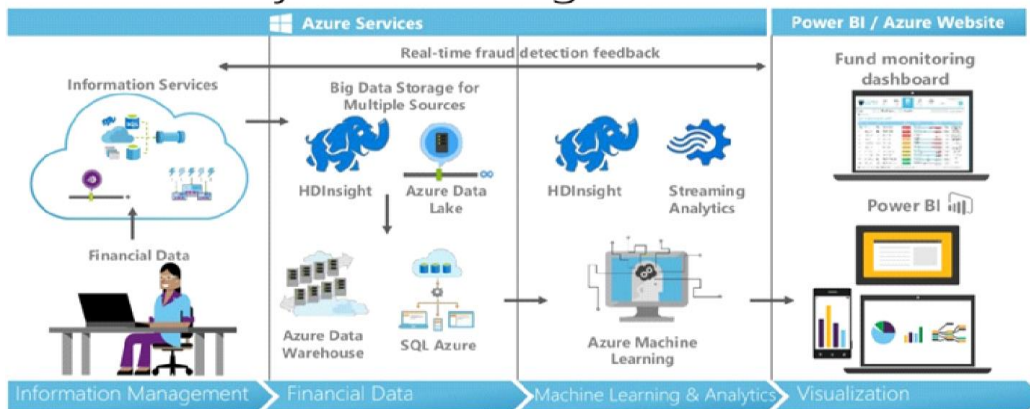 Azure Services
Power BI / Azure Website
Real-time fraud detection feedback
Information Services
Financial Data
Information Management
Big Data Storage for
Multiple Sources
HDInsight
Azure Data
Lake
Azure Data
Warehouse
SQL Azure
Financial Data
HDInsight
Streaming
Analytics
Azure Machine
Learning
Machine Learning & Analytics
Fund monitoring
dashboard
Power BI
Visualization